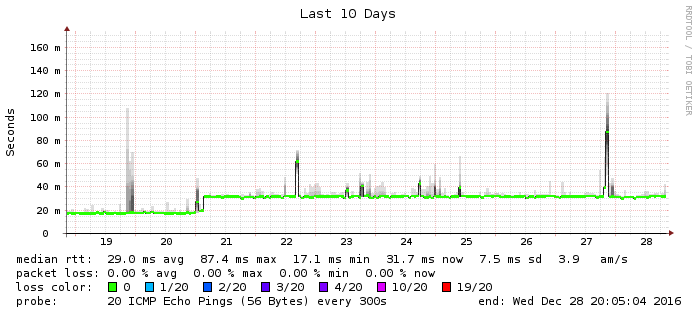 Last 10 Days
RRDTOOL / TOBI OETIKER
Seconds
160 m
140 m
120 m
100 m
80 m
60 m
40 m
20 m
0
19 20 21 22 23 24 25 26 27 28
median rtt: 29.0 ms avg 87.4 ms max 17.1 ms min 31.7 ms now 7.5 ms sd 3.9 am/s
packet loss: 0.00 % avg 0.00 % max 0.00 % min 0.00 % now
loss color: 0 1/20 2/20 3/20 4/20 10/20 19/20
probe: 20 ICMP Echo Pings (56 Bytes) every 300s end: Wed Dec 28 20:05:04 2016